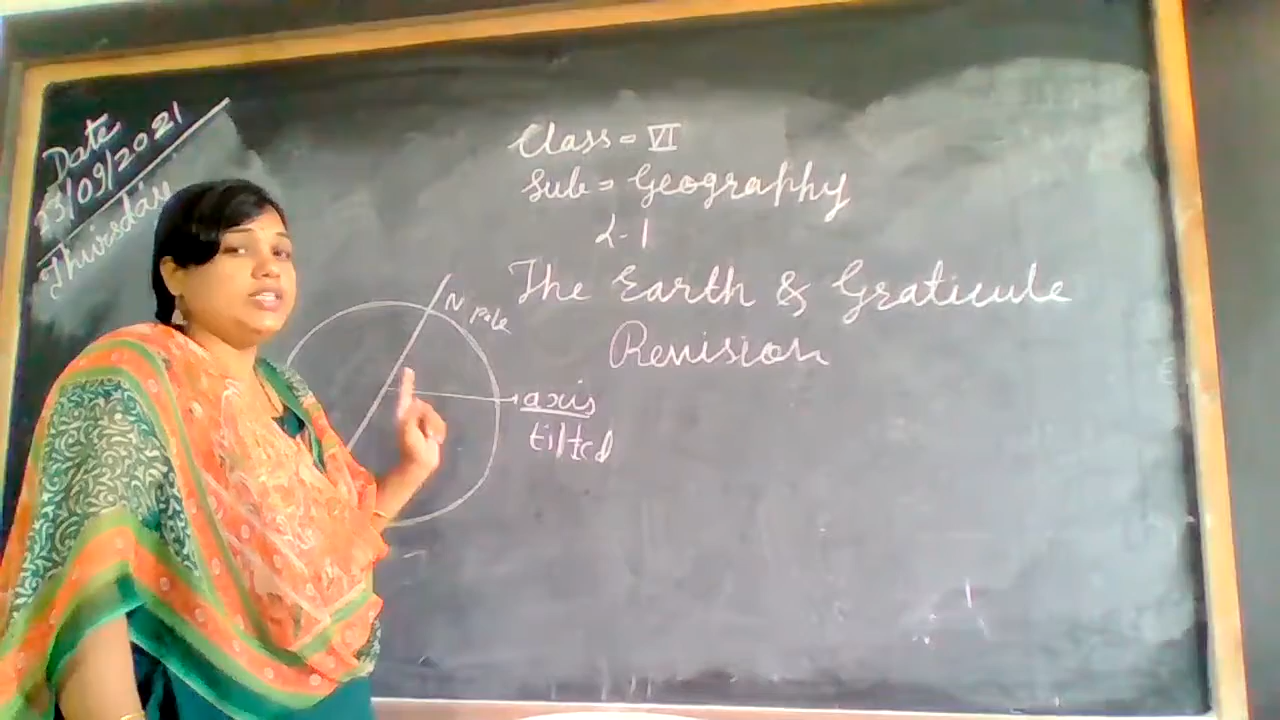 Date
23/09/2021
Thursday
Class = VI
Sub = Geography
L-1
The Earth & Graticule
Revision
N Pole
axis
tilted